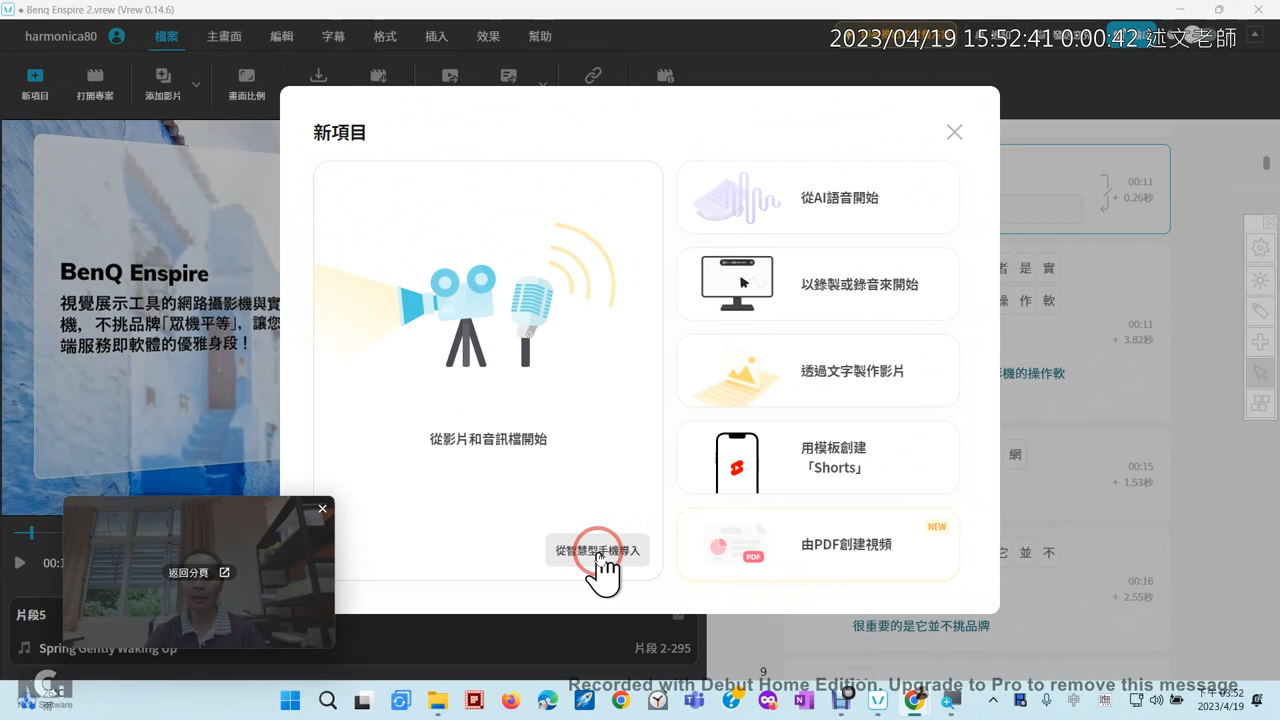 Benq Enspire 2.vrew (Vrew 0.14.6)
harmonica80
檔案
主畫面
編輯
字幕
格式
插入
效果
幫助
2023/04/19 15:52:41 0:00:42 述文老師
新項目
打開專案
添加影片
畫面比例
新項目
從影片和音訊檔開始
從智慧型手機導入
從AI語音開始
以錄製或錄音來開始
透過文字製作影片
用模板創建
「Shorts」
NEW
由PDF創建視頻
PDF
BenQ Enspire
視覺展示工具的網路攝影機與實
機，不挑品牌「眾機平等」，讓您
端服務即軟體的優雅身段！
返回分頁
片段5
Spring Gently Waking Up
片段 2-295
00:11
+ 0.26秒
者 是 實
操 作 軟
00:11
+ 3.82秒
機的操作軟
網
00:15
+ 1.53秒
它 並 不
00:16
+ 2.55秒
很重要的是它並不挑品牌
9
Recorded with Debut Home Edition. Upgrade to Pro to remove this message
下午 03:52
2023/4/19